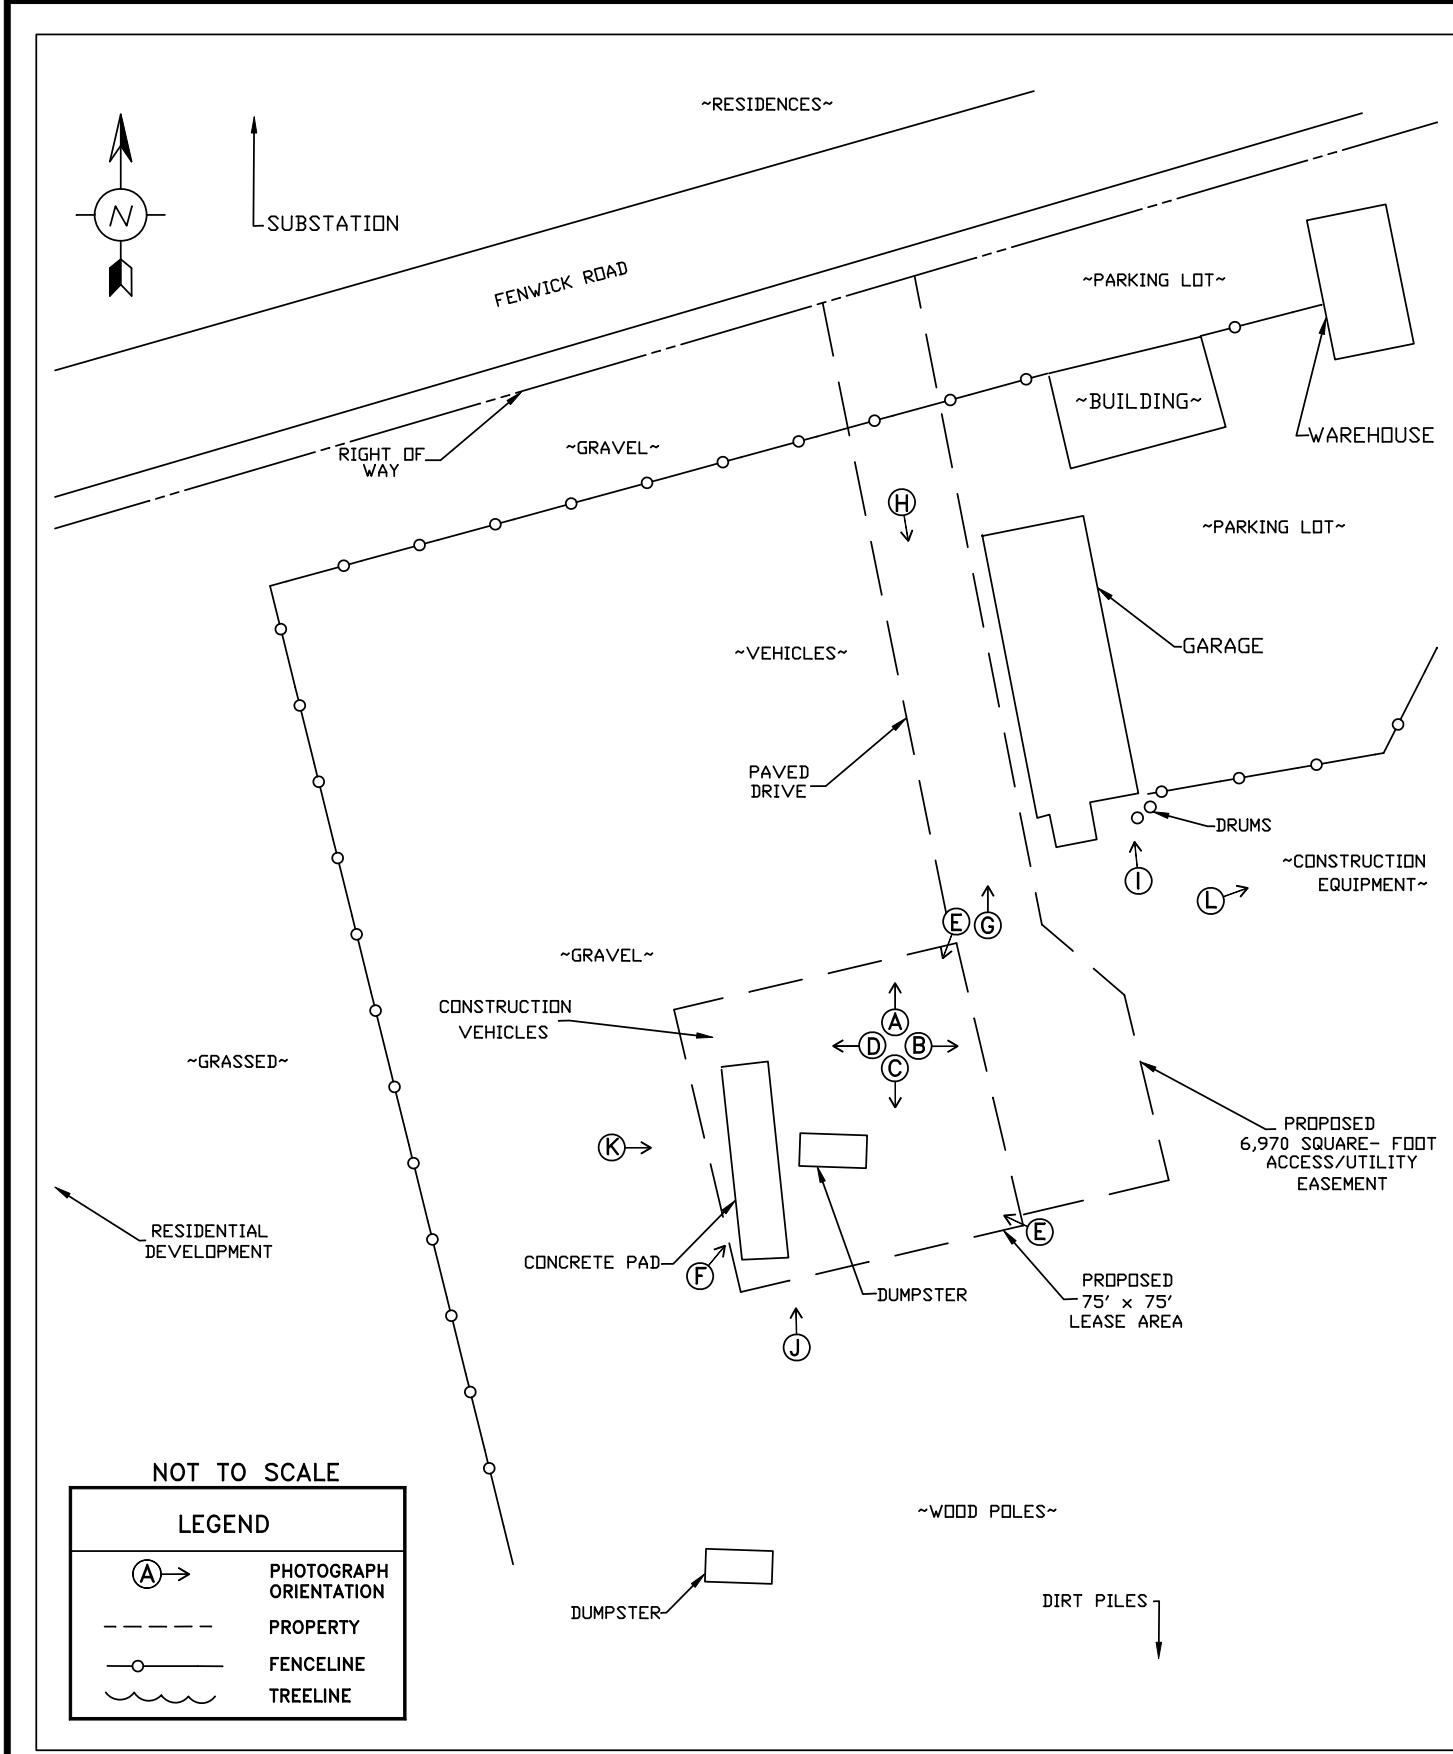 ~RESIDENCES~
N
SUBSTATION
FENWICK ROAD
~PARKING LOT~
~BUILDING~
WAREHOUSE
RIGHT OF
WAY
~GRAVEL~
H
~PARKING LOT~
GARAGE
~VEHICLES~
PAVED
DRIVE
DRUMS
~CONSTRUCTION
EQUIPMENT~
I
L
E
G
~GRAVEL~
CONSTRUCTION
VEHICLES
A
D
B
C
~GRASSED~
K
PROPOSED
6,970 SQUARE- FOOT
ACCESS/UTILITY
EASEMENT
RESIDENTIAL
DEVELOPMENT
E
CONCRETE PAD
F
DUMPSTER
PROPOSED
75' x 75'
LEASE AREA
J
~WOOD POLES~
DUMPSTER
DIRT PILES
NOT TO SCALE
LEGEND
A
PHOTOGRAPH
ORIENTATION
PROPERTY
FENCELINE
TREELINE